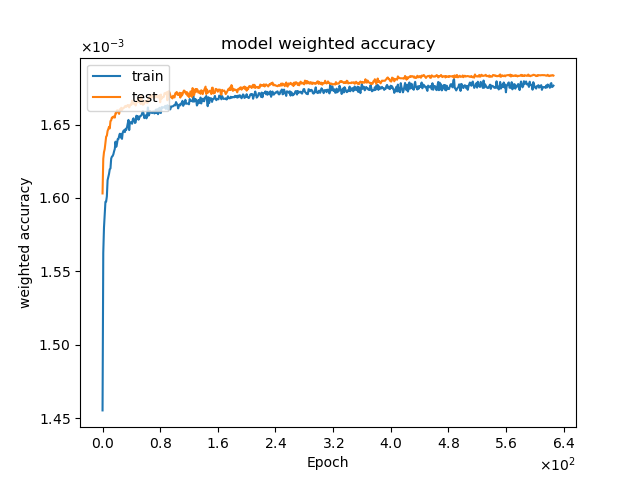 model weighted accuracy
×10⁻³
train
test
1.65
1.60
1.55
1.50
1.45
weighted accuracy
0.0 0.8 1.6 2.4 3.2 4.0 4.8 5.6 6.4
Epoch
×10²